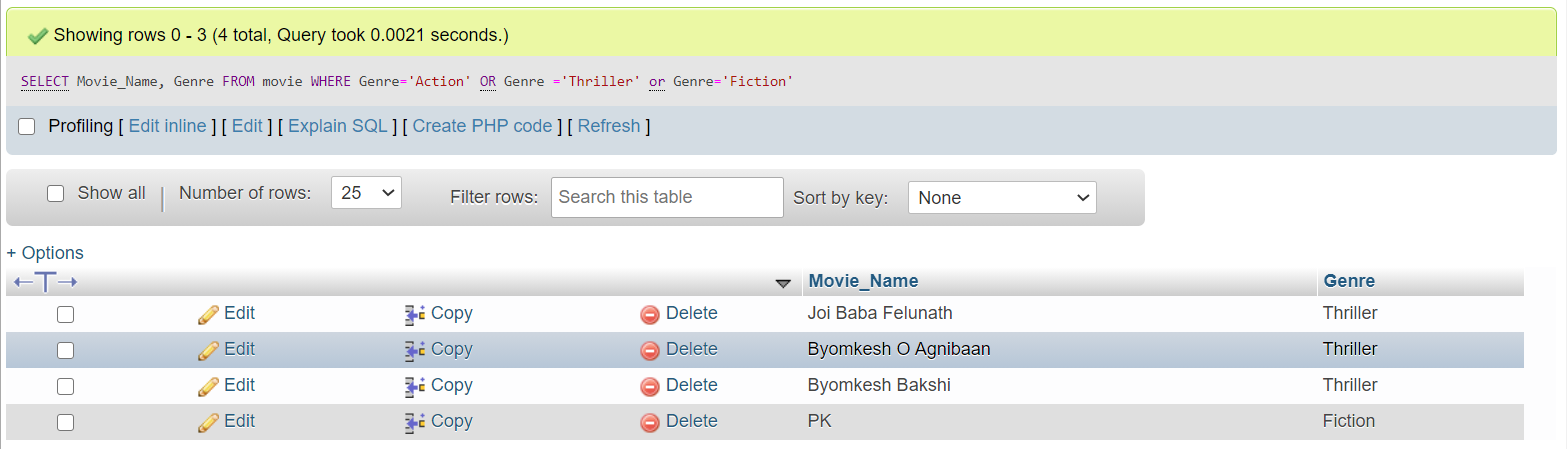 Showing rows 0 - 3 (4 total, Query took 0.0021 seconds.)
SELECT Movie_Name, Genre FROM movie WHERE Genre='Action' OR Genre ='Thriller' or Genre='Fiction'
Profiling [ Edit inline ] [ Edit ] [ Explain SQL ] [ Create PHP code ] [ Refresh ]
Show all | Number of rows: 25 Filter rows: Search this table Sort by key: None
+ Options
←T→ Movie_Name Genre
Edit Copy Delete Joi Baba Felunath Thriller
Edit Copy Delete Byomkesh O Agnibaan Thriller
Edit Copy Delete Byomkesh Bakshi Thriller
Edit Copy Delete PK Fiction